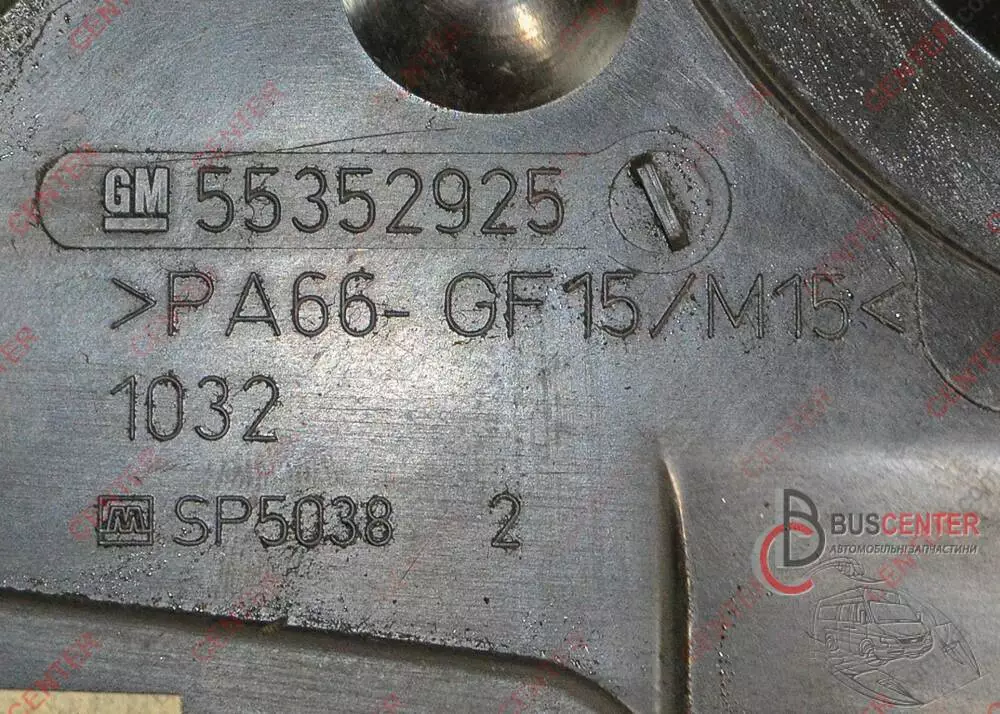 GM 55352925
>PA66-GF15/M15<
1032
M SP5038 2
BUSCENTER
АВТОМОБІЛЬНІ ЗАПЧАСТИНИ